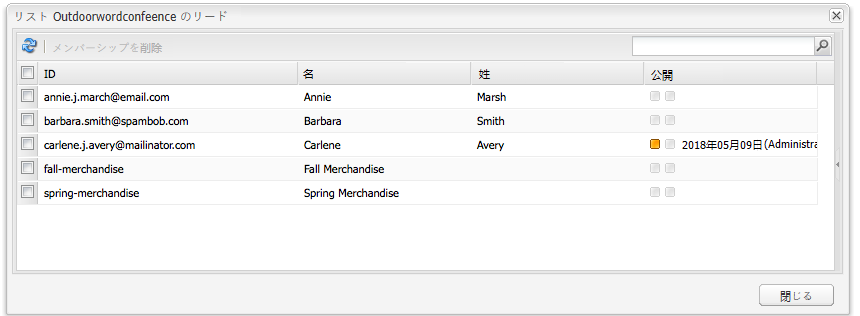 リスト Outdoorwordconfeence のリード
メンバーシップを削除
ID 名 姓 公開
annie.j.march@email.com Annie Marsh
barbara.smith@spambob.com Barbara Smith
carlene.j.avery@mailinator.com Carlene Avery 2018年05月09日(Administra
fall-merchandise Fall Merchandise
spring-merchandise Spring Merchandise
閉じる